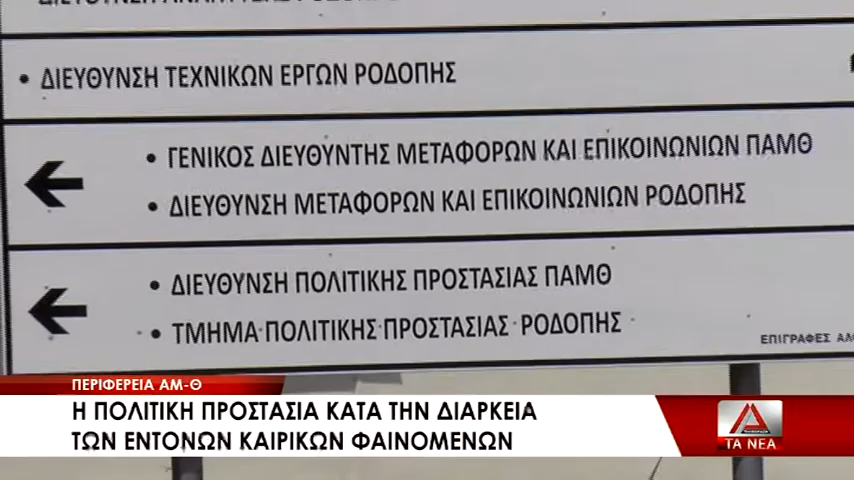 • ΔΙΕΥΘΥΝΣΗ ΤΕΧΝΙΚΩΝ ΕΡΓΩΝ ΡΟΔΟΠΗΣ
• ΓΕΝΙΚΟΣ ΔΙΕΥΘΥΝΤΗΣ ΜΕΤΑΦΟΡΩΝ ΚΑΙ ΕΠΙΚΟΙΝΩΝΙΩΝ ΠΑΜΘ
• ΔΙΕΥΘΥΝΣΗ ΜΕΤΑΦΟΡΩΝ ΚΑΙ ΕΠΙΚΟΙΝΩΝΙΩΝ ΡΟΔΟΠΗΣ
• ΔΙΕΥΘΥΝΣΗ ΠΟΛΙΤΙΚΗΣ ΠΡΟΣΤΑΣΙΑΣ ΠΑΜΘ
• ΤΜΗΜΑ ΠΟΛΙΤΙΚΗΣ ΠΡΟΣΤΑΣΙΑΣ ΡΟΔΟΠΗΣ
ΕΠΙΓΡΑΦΕΣ
ΠΕΡΙΦΕΡΕΙΑ ΑΜ-Θ
Η ΠΟΛΙΤΙΚΗ ΠΡΟΣΤΑΣΙΑ ΚΑΤΑ ΤΗΝ ΔΙΑΡΚΕΙΑ
ΤΩΝ ΕΝΤΟΝΩΝ ΚΑΙΡΙΚΩΝ ΦΑΙΝΟΜΕΝΩΝ
ΤΑ ΝΕΑ